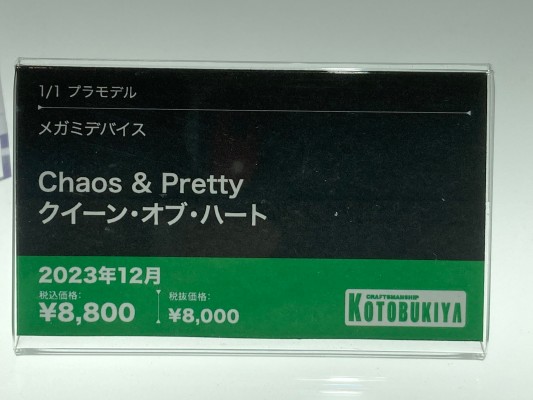 1/1 プラモデル
メガミデバイス
Chaos & Pretty
クイーン・オブ・ハート
2023年12月
税込価格:
¥8,800
税抜価格:
¥8,000
CRAFTSMANSHIP
KOTOBUKIYA